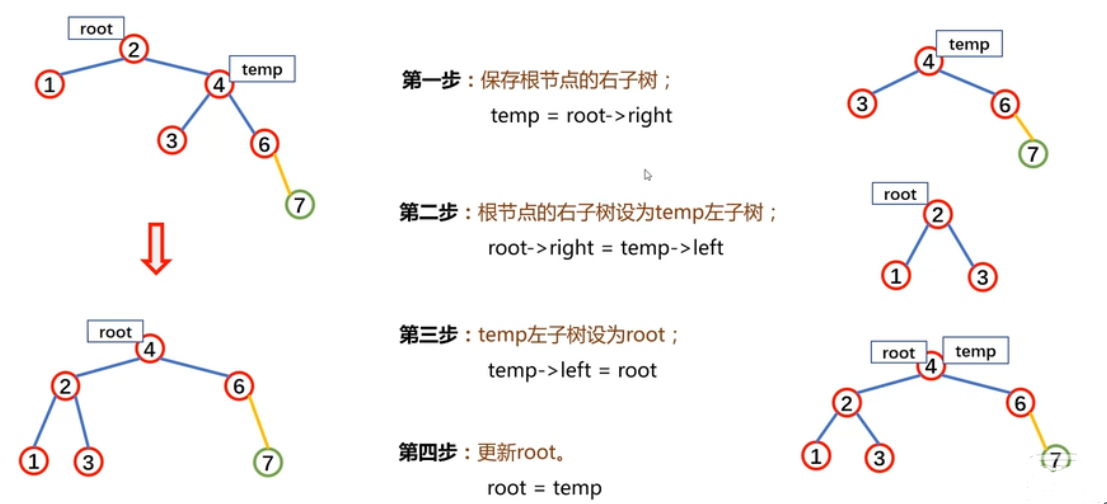 root
2
1
4
temp
3
6
7
root
4
2
6
1
3
7
第一步：保存根节点的右子树；
temp = root->right
第二步：根节点的右子树设为temp左子树；
root->right = temp->left
第三步：temp左子树设为root；
temp->left = root
第四步：更新root。
root = temp
temp
4
3
6
7
root
2
1
3
root
4
temp
2
6
1
3
7